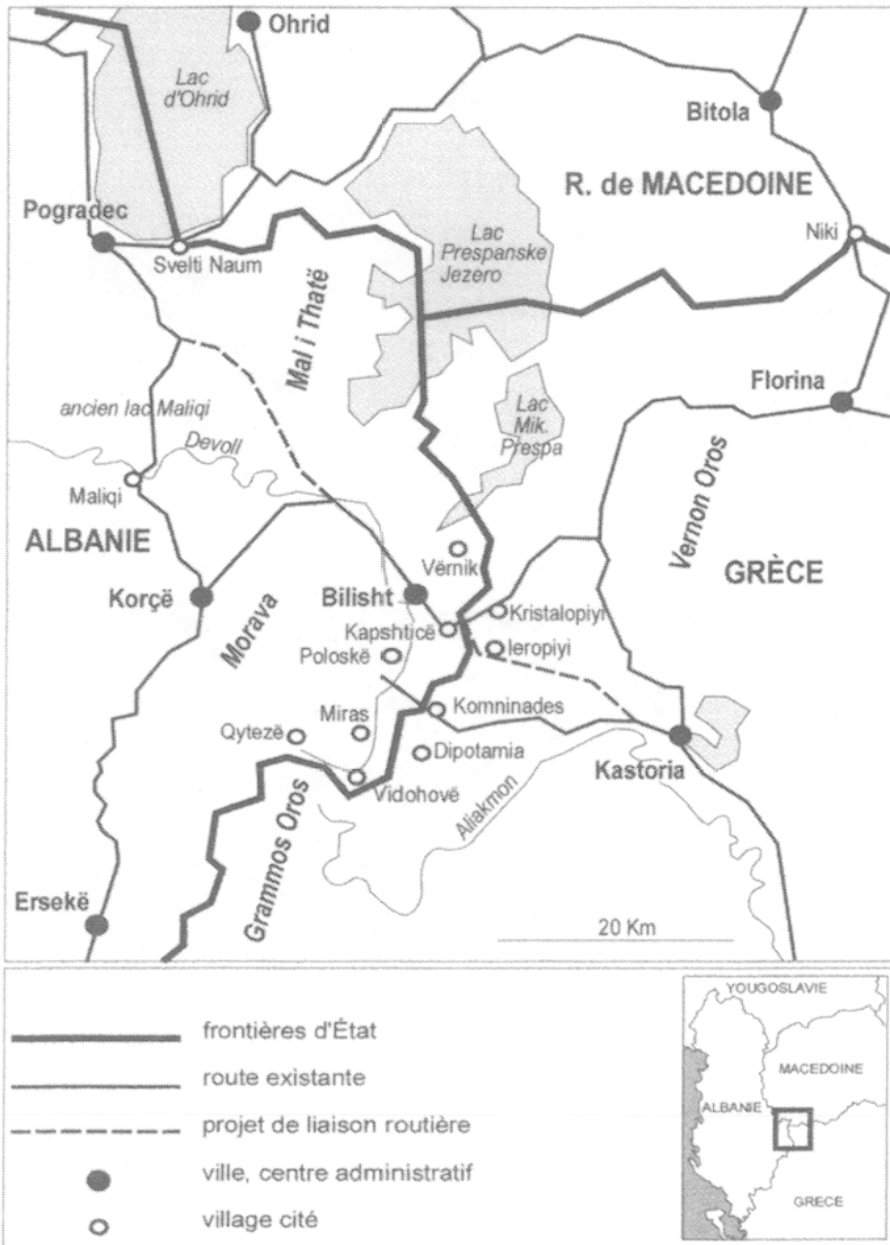 Ohrid
Lac
d'Ohrid
Bitola
R. de MACEDOINE
Pogradec
Niki
Svelti Naum
Lac
Prespanske
Jezero
Mal i Thatë
Florina
ancien lac Maliqi
Devoll
Lac
Mik.
Prespa
Maliqi
Vernon Oros
ALBANIE
Vërnik
GRÈCE
Korçë
Bilisht
Kristalopiyi
Morava
Kapshticë
Ieropiyi
Poloskë
Miras
Komninades
Qytezë
Dipotamia
Kastoria
Vidohovë
Aliakmon
Grammos Oros
Ersekë
20 Km
frontières d'État
route existante
projet de liaison routière
ville, centre administratif
village cité
YOUGOSLAVIE
MACEDOINE
ALBANIE
GRECE